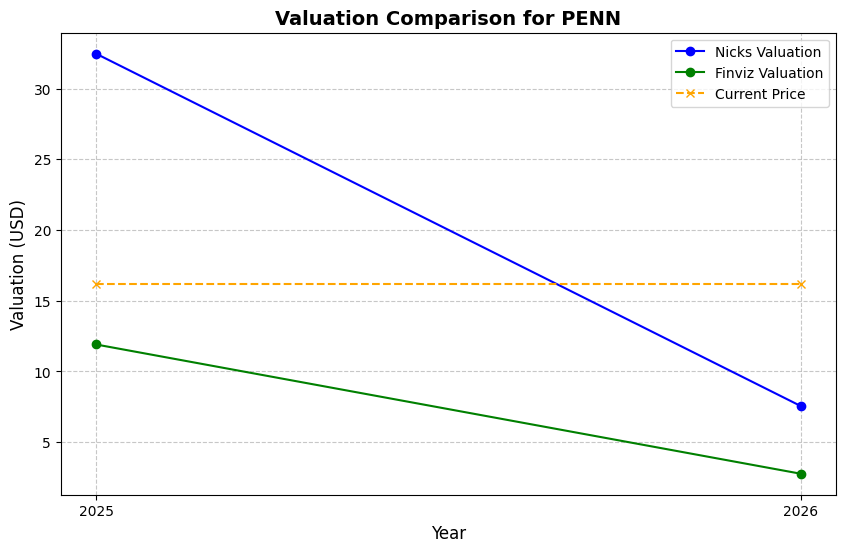 Valuation Comparison for PENN
Nicks Valuation
Finviz Valuation
Current Price
Valuation (USD)
30
25
20
15
10
5
2025
2026
Year